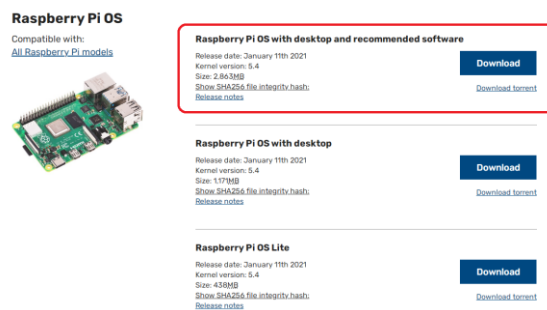 Raspberry Pi OS
Compatible with:
All Raspberry Pi models
Raspberry Pi OS with desktop and recommended software
Release date: January 11th 2021
Kernel version: 5.4
Size: 2,863MB
Show SHA256 file integrity hash:
Release notes
Download
Download torrent
Raspberry Pi OS with desktop
Release date: January 11th 2021
Kernel version: 5.4
Size: 1,171MB
Show SHA256 file integrity hash:
Release notes
Download
Download torrent
Raspberry Pi OS Lite
Release date: January 11th 2021
Kernel version: 5.4
Size: 438MB
Show SHA256 file integrity hash:
Release notes
Download
Download torrent